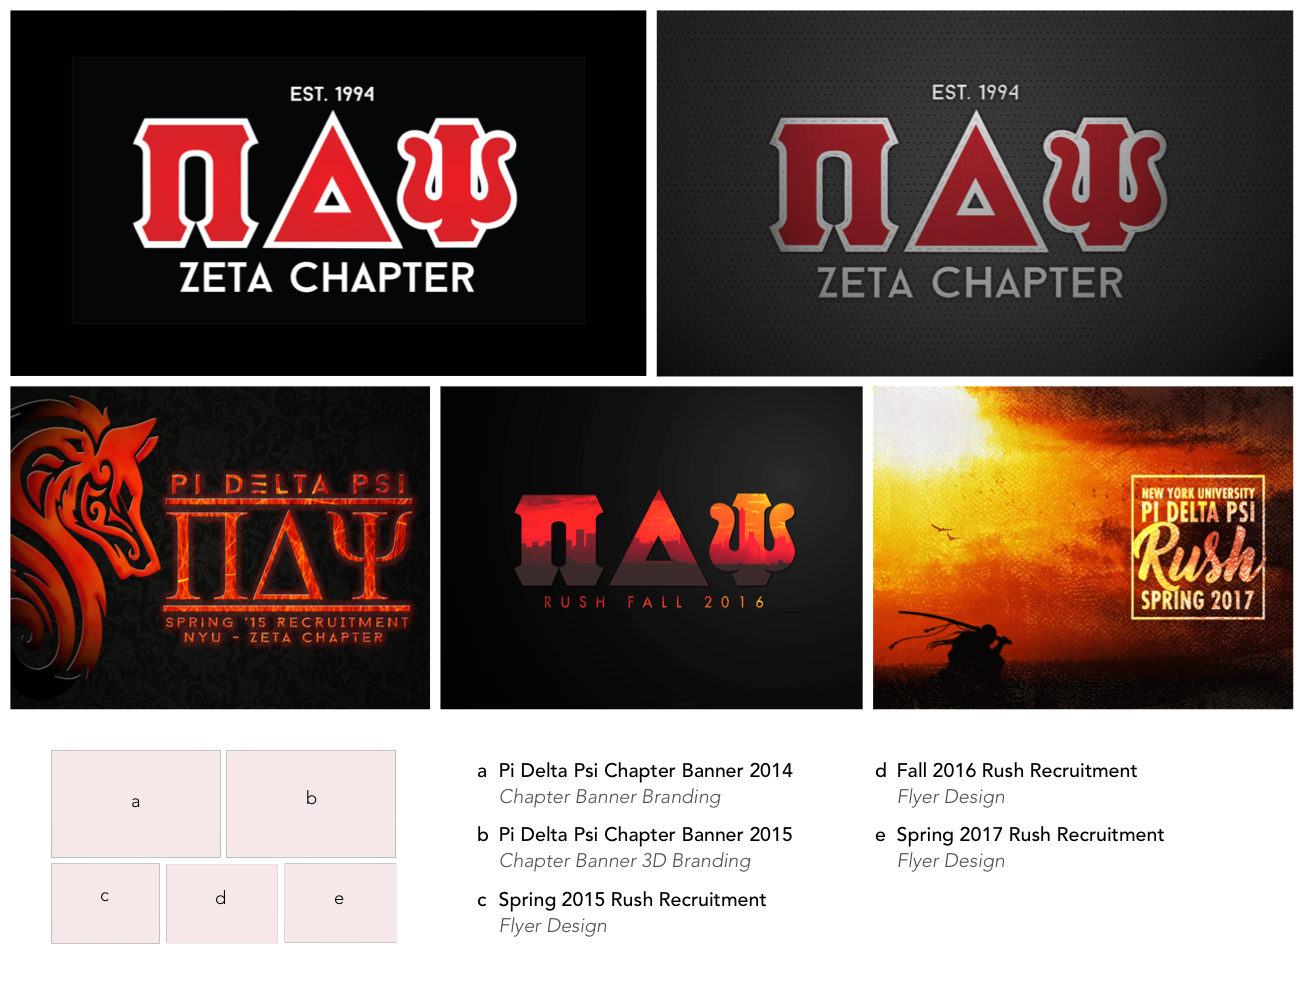 EST. 1994
ΠΔΨ
ZETA CHAPTER
EST. 1994
ΠΔΨ
ZETA CHAPTER
PI DELTA PSI
ΠΔΨ
SPRING '15 RECRUITMENT
NYU - ZETA CHAPTER
ΠΔΨ
RUSH FALL 2016
NEW YORK UNIVERSITY
PI DELTA PSI
Rush
SPRING 2017
a
b
c
d
e
a Pi Delta Psi Chapter Banner 2014
Chapter Banner Branding
b Pi Delta Psi Chapter Banner 2015
Chapter Banner 3D Branding
c Spring 2015 Rush Recruitment
Flyer Design
d Fall 2016 Rush Recruitment
Flyer Design
e Spring 2017 Rush Recruitment
Flyer Design